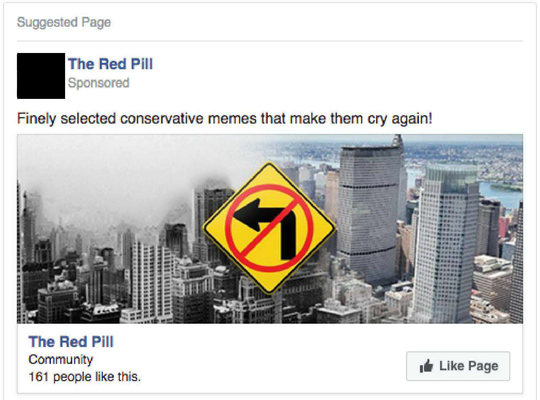 Suggested Page
The Red Pill
Sponsored
Finely selected conservative memes that make them cry again!
The Red Pill
Community
161 people like this.
Like Page